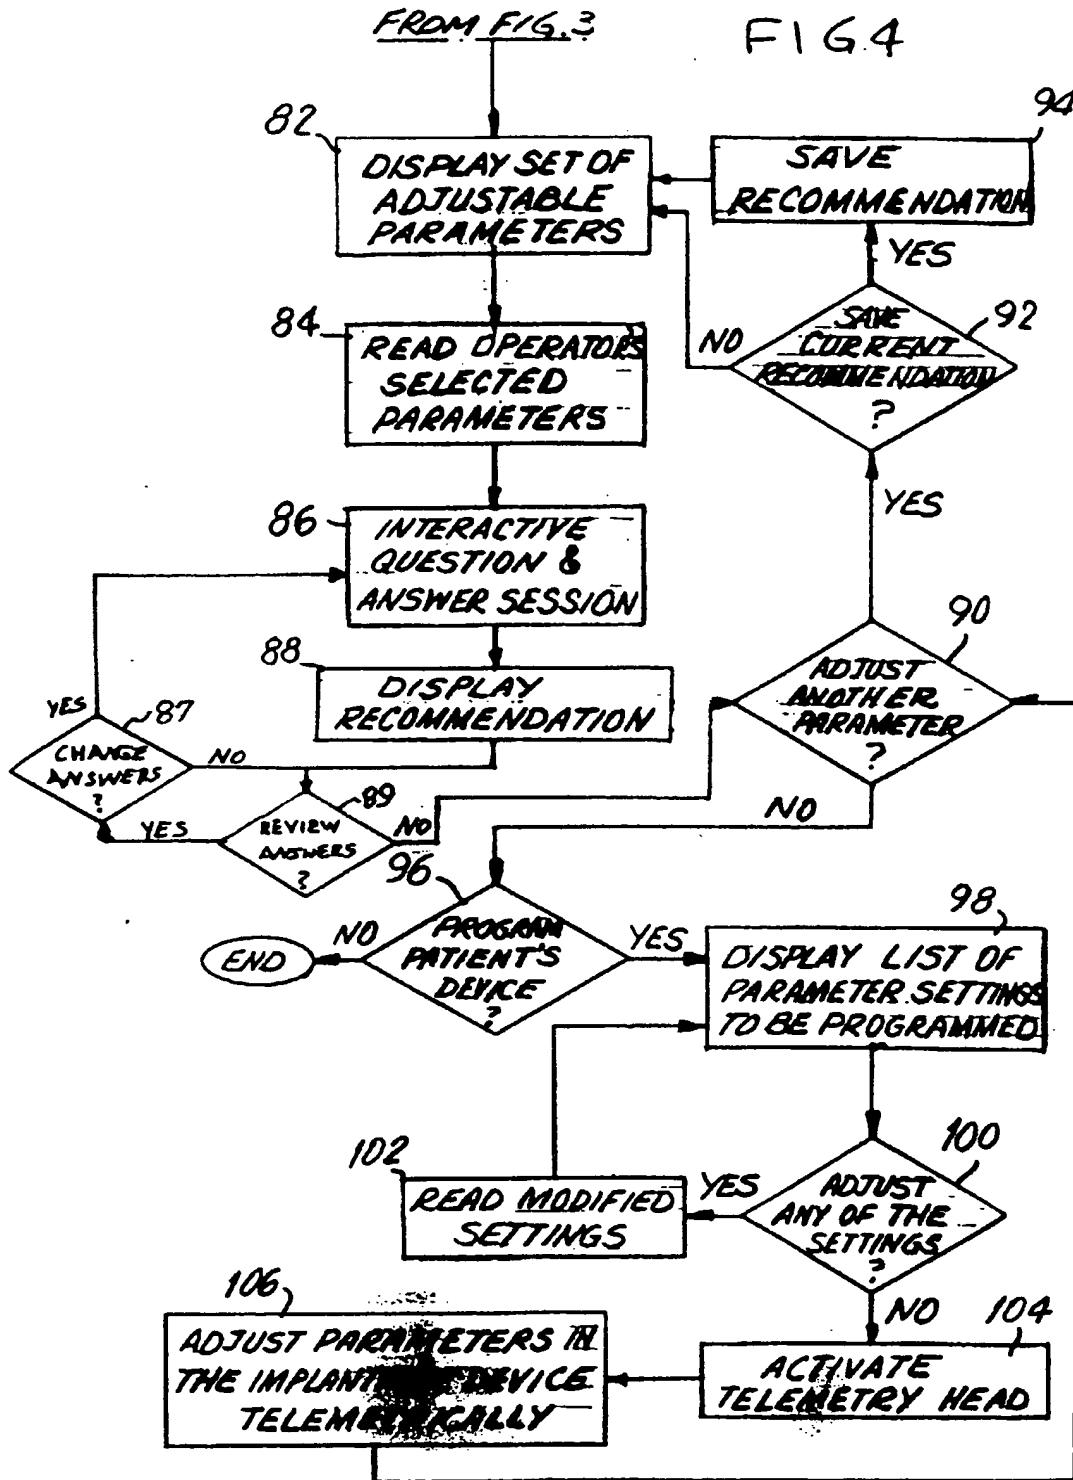 FROM FIG.3
FIG.4
82
DISPLAY SET OF
ADJUSTABLE
PARAMETERS
94
SAVE
RECOMMENDATION
YES
84
READ OPERATORS
SELECTED
PARAMETERS
NO
SAVE
CURRENT
RECOMMENDATION
?
92
YES
86
INTERACTIVE
QUESTION &
ANSWER SESSION
88
DISPLAY
RECOMMENDATION
90
ADJUST
ANOTHER
PARAMETER
?
YES
87
CHANGE
ANSWERS
?
NO
89
REVIEW
ANSWERS
?
YES
NO
NO
96
PROGRAM
PATIENT'S
DEVICE
?
NO
END
YES
98
DISPLAY LIST OF
PARAMETER SETTINGS
TO BE PROGRAMMED
100
ADJUST
ANY OF THE
SETTINGS
?
YES
102
READ MODIFIED
SETTINGS
NO
104
ACTIVATE
TELEMETRY HEAD
106
ADJUST PARAMETERS IN
THE DEVICE
TELEMETRICALLY